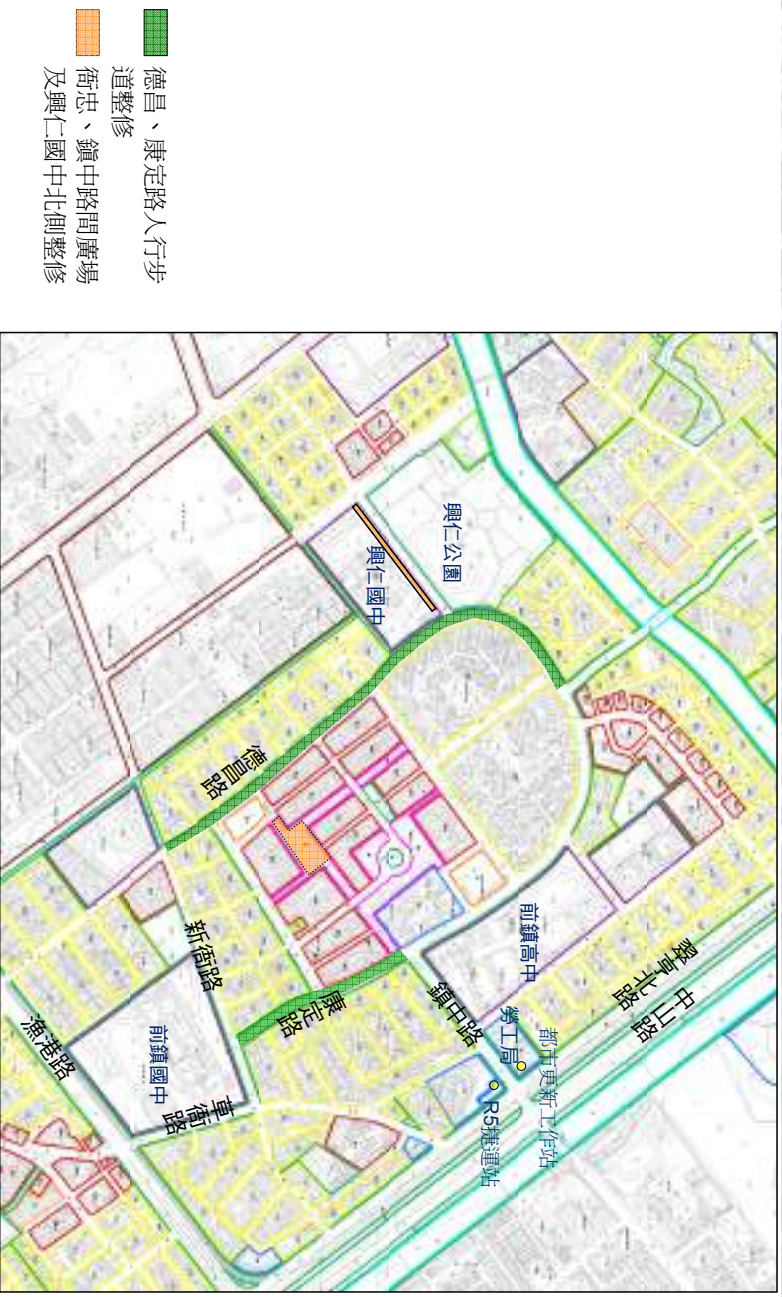 德昌、康定路人行步
道整修
衙忠、鎮中路間廣場
及興仁國中北側整修
興仁公園
興仁國中
德昌路
前鎮高中
翠亨北路
中山路
鎮中路
勞工局
都市更新工作站
R5捷運站
康定路
新衙路
前鎮國中
草衙路
漁港路